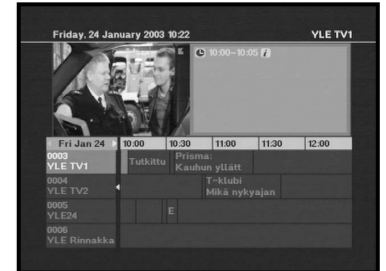 Friday, 24 January 2003 10:22 YLE TV1
E 10:00–10:05 i
Fri Jan 24 10:00 10:30 11:00 11:30 12:00
0003
YLE TV1 Tutkittu Prisma:
Kauhun yllätt
0004
YLE TV2 T-klubi
Mikä nykyajan
0005
YLE24 E
0006
YLE Rinnakka